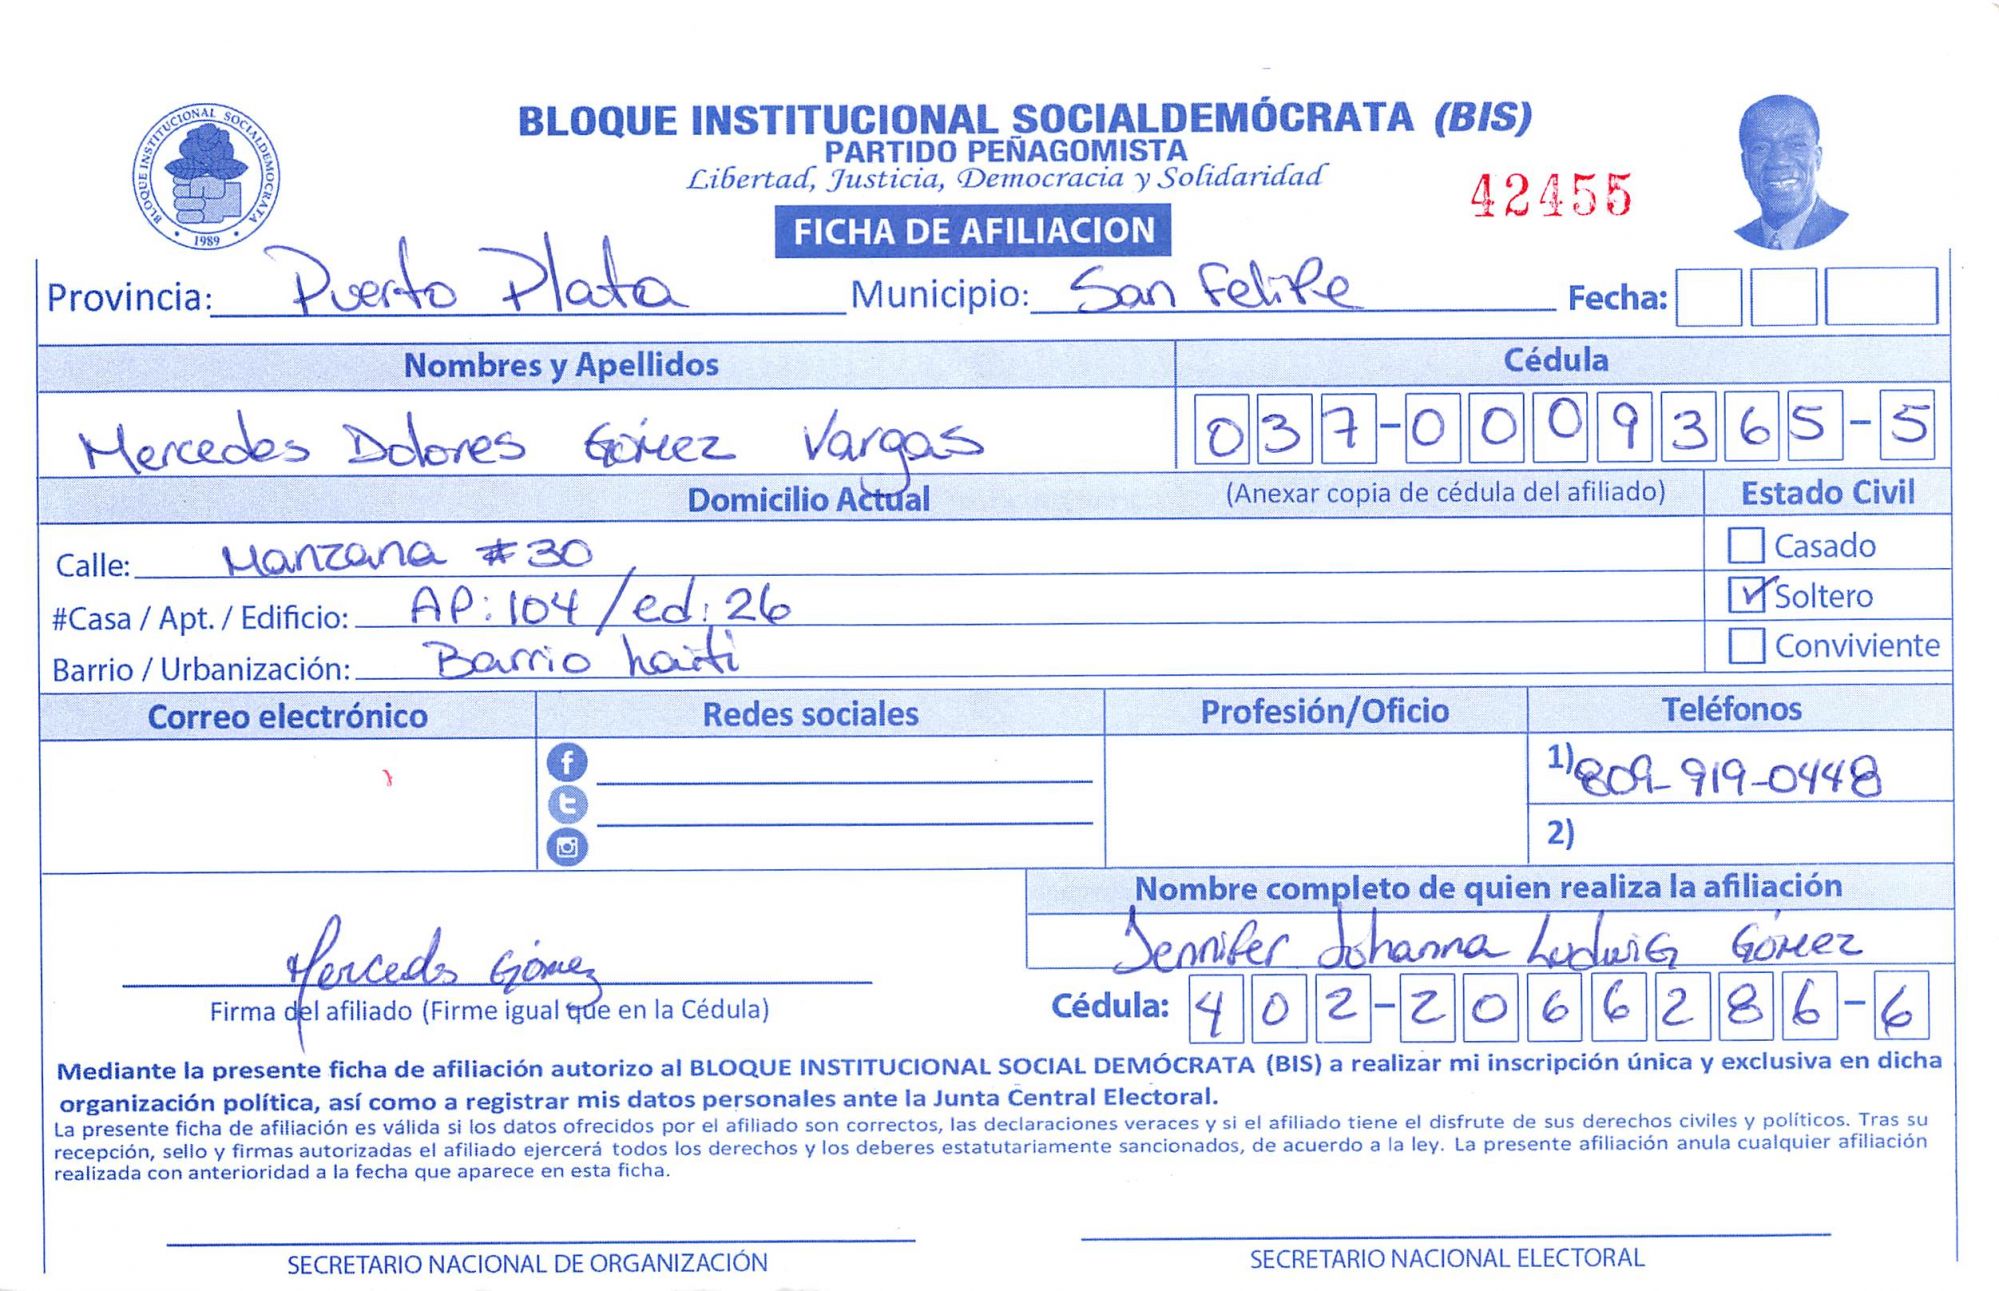 BLOQUE INSTITUCIONAL SOCIALDEMÓCRATA (BIS)
PARTIDO PEÑAGOMISTA
Libertad, Justicia, Democracia y Solidaridad
BLOQUE INSTITUCIONAL SOCIALDEMOCRATA
1989
42455
FICHA DE AFILIACION
Provincia: Puerto Plata Municipio: San Felipe Fecha:
Nombres y Apellidos Cédula
Mercedes Dolores Gómez Vargas 037-0009365-5
Domicilio Actual (Anexar copia de cédula del afiliado) Estado Civil
Calle: Manzana #30 Casado
#Casa / Apt. / Edificio: AP: 104 / ed: 26 Soltero
Barrio / Urbanización: Barrio haiti Conviviente
Correo electrónico Redes sociales Profesión/Oficio Teléfonos
1) 809-919-0448
2)
Nombre completo de quien realiza la afiliación
Jennifer Johanna Ludwig Gómez
Mercedes Gómez
Firma del afiliado (Firme igual que en la Cédula) Cédula: 402-2066286-6
Mediante la presente ficha de afiliación autorizo al BLOQUE INSTITUCIONAL SOCIAL DEMÓCRATA (BIS) a realizar mi inscripción única y exclusiva en dicha
organización política, así como a registrar mis datos personales ante la Junta Central Electoral.
La presente ficha de afiliación es válida si los datos ofrecidos por el afiliado son correctos, las declaraciones veraces y si el afiliado tiene el disfrute de sus derechos civiles y políticos. Tras su
recepción, sello y firmas autorizadas el afiliado ejercerá todos los derechos y los deberes estatutariamente sancionados, de acuerdo a la ley. La presente afiliación anula cualquier afiliación
realizada con anterioridad a la fecha que aparece en esta ficha.
SECRETARIO NACIONAL DE ORGANIZACIÓN SECRETARIO NACIONAL ELECTORAL